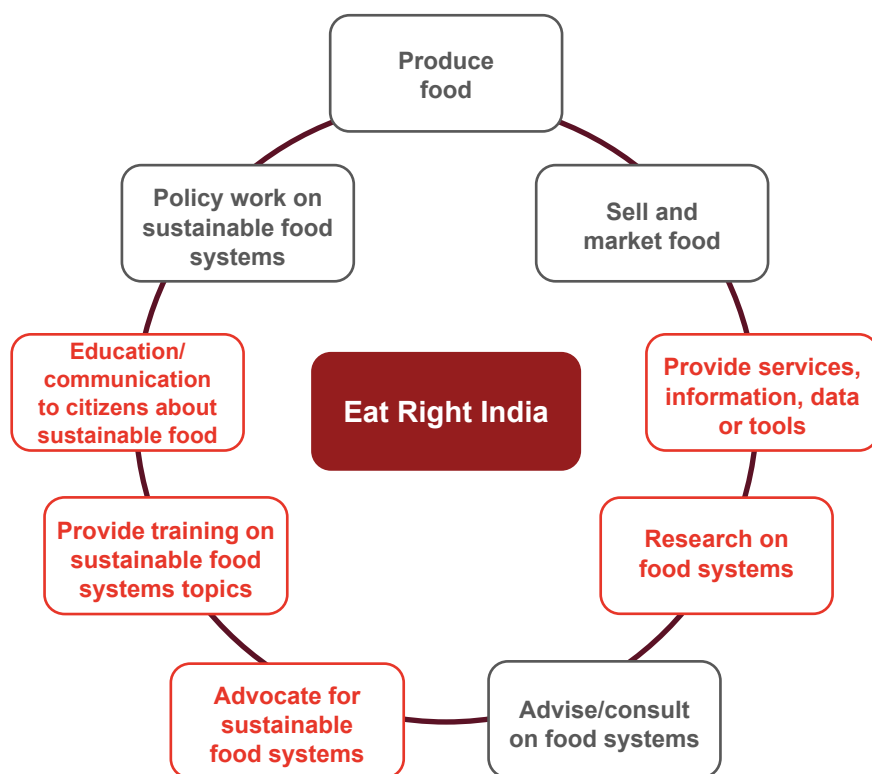 Produce
food
Sell and
market food
Provide services,
information, data
or tools
Research on
food systems
Advise/consult
on food systems
Advocate for
sustainable
food systems
Provide training on
sustainable food
systems topics
Education/
communication
to citizens about
sustainable food
Policy work on
sustainable food
systems
Eat Right India